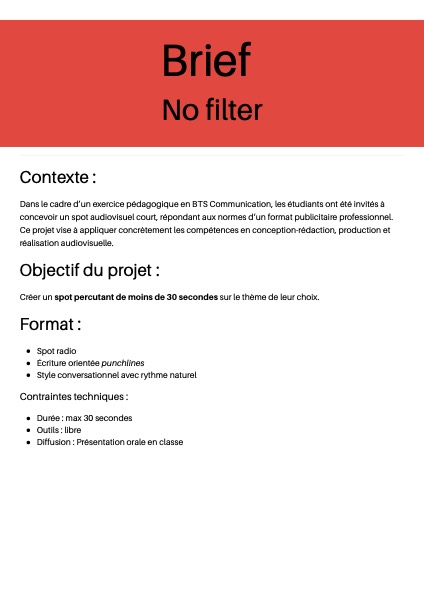 Brief
No filter
Contexte :
Dans le cadre d'un exercice pédagogique en BTS Communication, les étudiants ont été invités à
concevoir un spot audiovisuel court, répondant aux normes d'un format publicitaire professionnel.
Ce projet vise à appliquer concrètement les compétences en conception-rédaction, production et
réalisation audiovisuelle.
Objectif du projet :
Créer un spot percutant de moins de 30 secondes sur le thème de leur choix.
Format :
• Spot radio
• Écriture orientée punchlines
• Style conversationnel avec rythme naturel
Contraintes techniques :
• Durée : max 30 secondes
• Outils : libre
• Diffusion : Présentation orale en classe